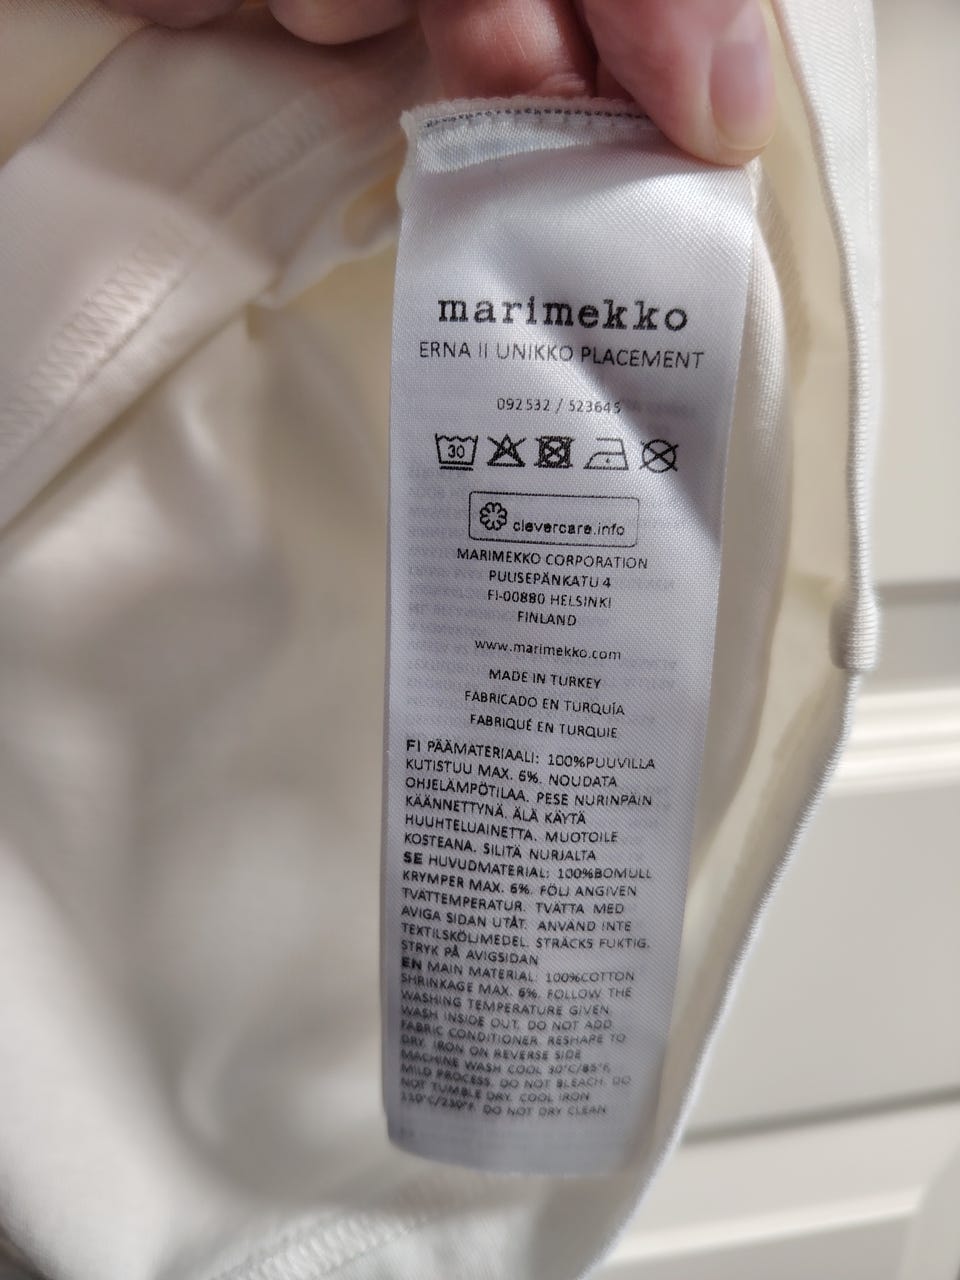 marimekko
ERNA II UNIKKO PLACEMENT
092532 / 523645
30
clevercare.info
MARIMEKKO CORPORATION
PUUSEPÄNKATU 4
FI-00880 HELSINKI
FINLAND
www.marimekko.com
MADE IN TURKEY
FABRICADO EN TURQUÍA
FABRIQUÉ EN TURQUIE
FI PÄÄMATERIAALI: 100%PUUVILLA
KUTISTUU MAX. 6%. NOUDATA
OHJELÄMPÖTILAA. PESE NURINPÄIN
KÄÄNNETTYNÄ. ÄLÄ KÄYTÄ
HUUHTELUAINETTA. MUOTOILE
KOSTEANA. SILITÄ NURJALTA
SE HUVUDMATERIAL: 100%BOMULL
KRYMPER MAX. 6%. FÖLJ ANGIVEN
TVÄTTEMPERATUR. TVÄTTA MED
AVIGA SIDAN UTÅT. ANVÄND INTE
TEXTILSKÖLJMEDEL. STRÄCKS FUKTIG.
STRYK PÅ AVIGSIDAN
EN MAIN MATERIAL: 100%COTTON
SHRINKAGE MAX. 6%. FOLLOW THE
WASHING TEMPERATURE GIVEN.
WASH INSIDE OUT. DO NOT ADD
FABRIC CONDITIONER. RESHAPE TO
DRY. IRON ON REVERSE SIDE
MACHINE WASH COOL 30°C/85°F,
MILD PROCESS. DO NOT BLEACH. DO
NOT TUMBLE DRY. COOL IRON
110°C/230°F. DO NOT DRY CLEAN